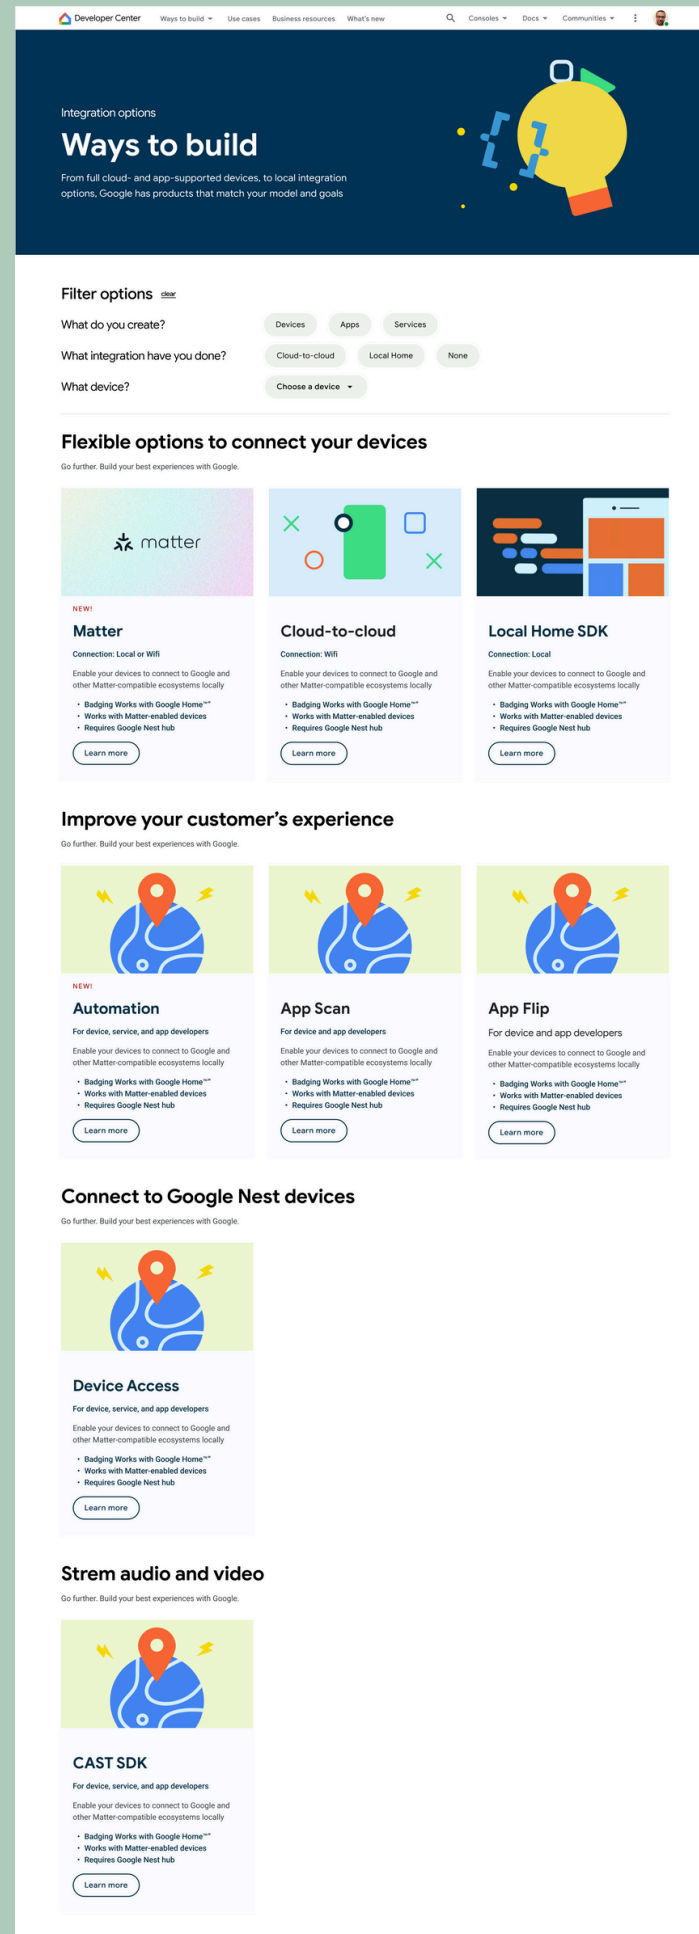 Developer Center
Ways to build
Use cases
Business resources
What's new
Consoles
Docs
Communities
Integration options
Ways to build
From full cloud- and app-supported devices, to local integration
options, Google has products that match your model and goals
Filter options clear
What do you create?
Devices
Apps
Services
What integration have you done?
Cloud-to-cloud
Local Home
None
What device?
Choose a device
Flexible options to connect your devices
Go further. Build your best experiences with Google.
matter
NEW!
Matter
Connection: Local or Wifi
Enable your devices to connect to Google and
other Matter-compatible ecosystems locally
• Badging Works with Google Home™"
• Works with Matter-enabled devices
• Requires Google Nest hub
Learn more
Cloud-to-cloud
Connection: Wifi
Enable your devices to connect to Google and
other Matter-compatible ecosystems locally
• Badging Works with Google Home™"
• Works with Matter-enabled devices
• Requires Google Nest hub
Learn more
Local Home SDK
Connection: Local
Enable your devices to connect to Google and
other Matter-compatible ecosystems locally
• Badging Works with Google Home™"
• Works with Matter-enabled devices
• Requires Google Nest hub
Learn more
Improve your customer's experience
Go further. Build your best experiences with Google.
NEW!
Automation
For device, service, and app developers
Enable your devices to connect to Google and
other Matter-compatible ecosystems locally
• Badging Works with Google Home™"
• Works with Matter-enabled devices
• Requires Google Nest hub
Learn more
App Scan
For device and app developers
Enable your devices to connect to Google and
other Matter-compatible ecosystems locally
• Badging Works with Google Home™"
• Works with Matter-enabled devices
• Requires Google Nest hub
Learn more
App Flip
For device and app developers
Enable your devices to connect to Google and
other Matter-compatible ecosystems locally
• Badging Works with Google Home™"
• Works with Matter-enabled devices
• Requires Google Nest hub
Learn more
Connect to Google Nest devices
Go further. Build your best experiences with Google.
Device Access
For device, service, and app developers
Enable your devices to connect to Google and
other Matter-compatible ecosystems locally
• Badging Works with Google Home™"
• Works with Matter-enabled devices
• Requires Google Nest hub
Learn more
Strem audio and video
Go further. Build your best experiences with Google.
CAST SDK
For device, service, and app developers
Enable your devices to connect to Google and
other Matter-compatible ecosystems locally
• Badging Works with Google Home™"
• Works with Matter-enabled devices
• Requires Google Nest hub
Learn more